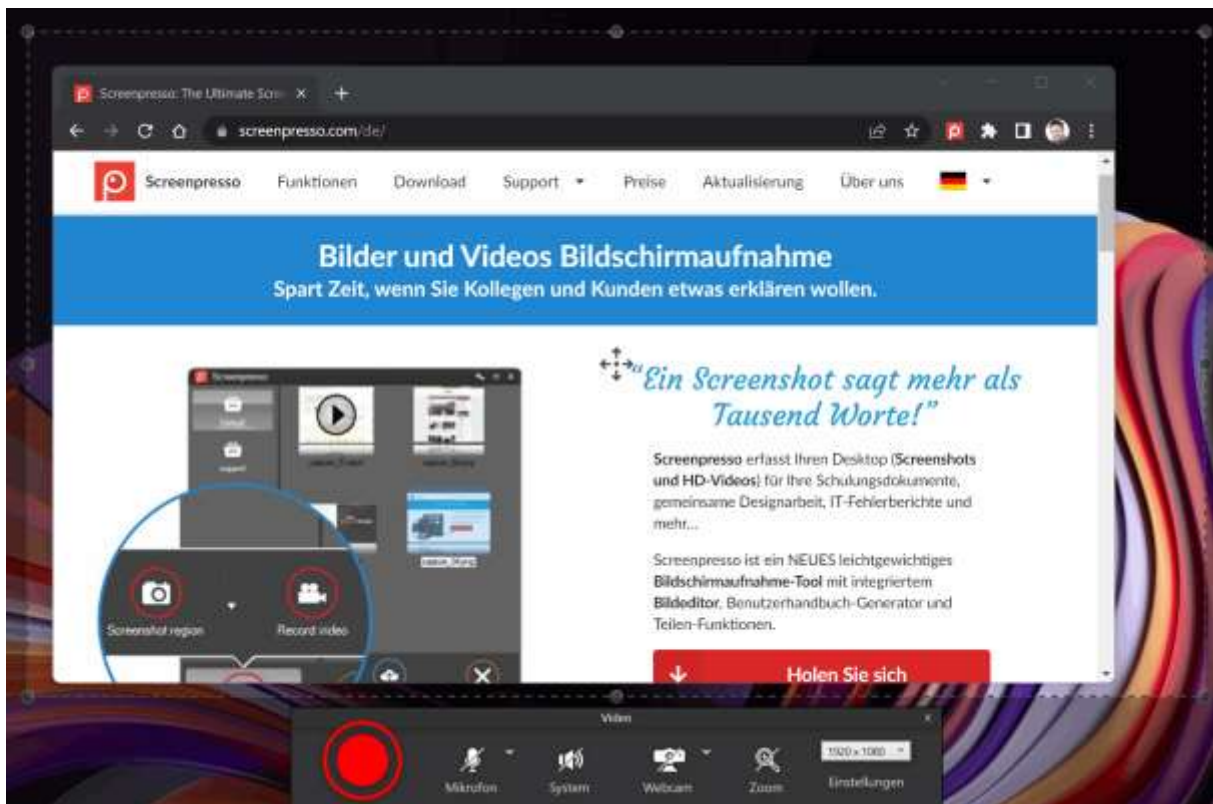 Screenpresso: The Ultimate Scre
screenpresso.com/de/
Screenpresso Funktionen Download Support Preise Aktualisierung Über uns
Bilder und Videos Bildschirmaufnahme
Spart Zeit, wenn Sie Kollegen und Kunden etwas erklären wollen.
Screenpresso
Default
support
Screenshot region
Record video
“Ein Screenshot sagt mehr als
Tausend Worte!”
Screenpresso erfasst Ihren Desktop (Screenshots
und HD-Videos) für Ihre Schulungsdokumente,
gemeinsame Designarbeit, IT-Fehlerberichte und
mehr...
Screenpresso ist ein NEUES leichtgewichtiges
Bildschirmaufnahme-Tool mit integriertem
Bildeditor, Benutzerhandbuch-Generator und
Teilen-Funktionen.
Holen Sie sich
Video
1920 x 1080
Mikrofon System Webcam Zoom Einstellungen